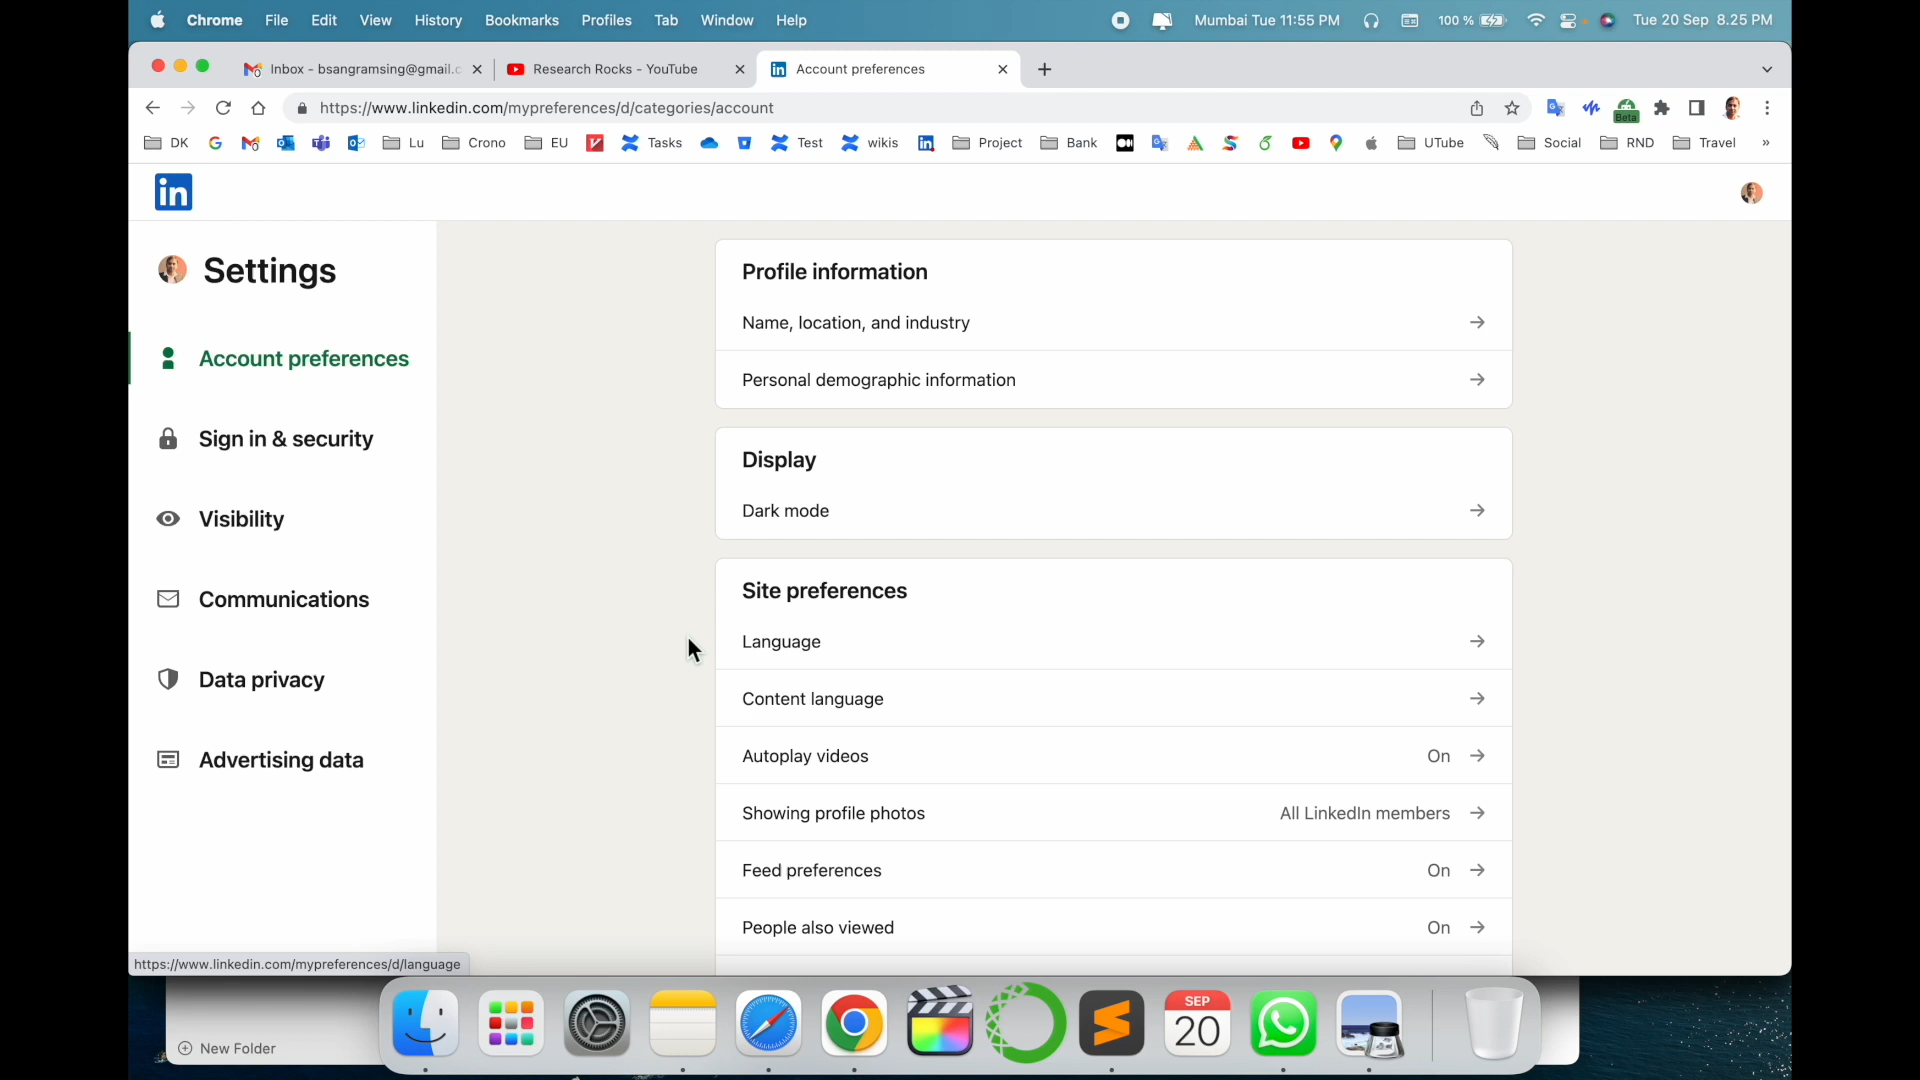 Chrome File Edit View History Bookmarks Profiles Tab Window Help Mumbai Tue 11:55 PM 100 % Tue 20 Sep 8.25 PM
Inbox - bsangramsing@gmail.c Research Rocks - YouTube Account preferences
https://www.linkedin.com/mypreferences/d/categories/account Beta
DK Lu Crono EU Tasks Test wikis Project Bank UTube Social RND Travel »
in
Settings
Account preferences
Sign in & security
Visibility
Communications
Data privacy
Advertising data
Profile information
Name, location, and industry
Personal demographic information
Display
Dark mode
Site preferences
Language
Content language
Autoplay videos On
Showing profile photos All LinkedIn members
Feed preferences On
People also viewed On
https://www.linkedin.com/mypreferences/d/language
New Folder
SEP
20